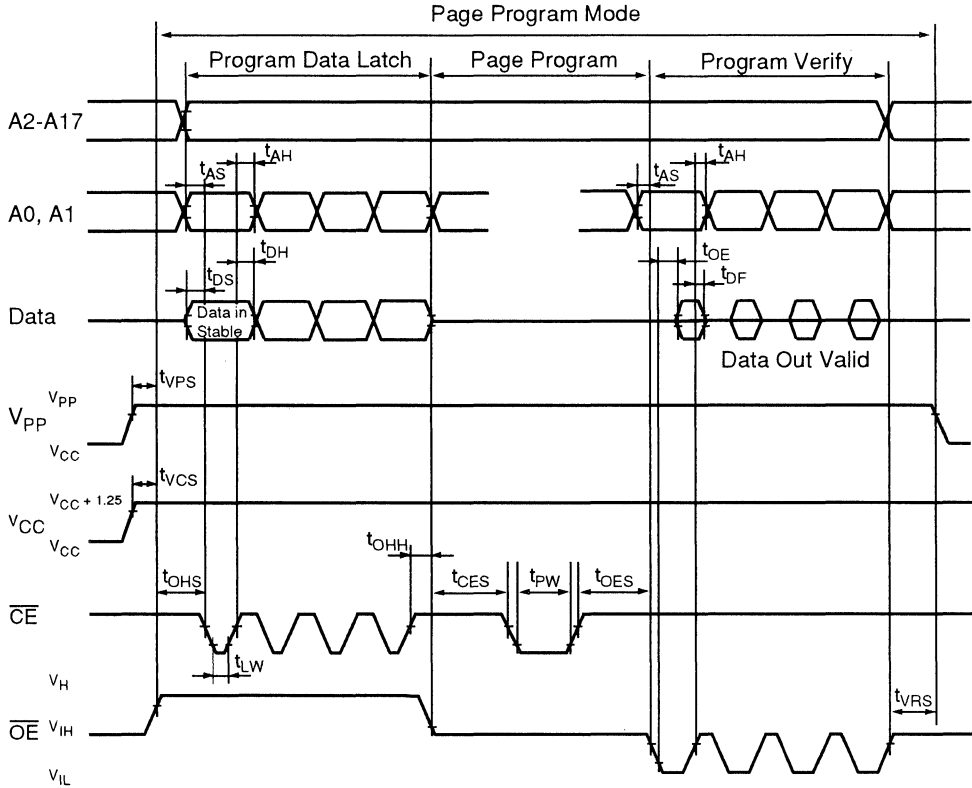 Page Program Mode
Program Data Latch Page Program Program Verify
A2-A17
tAS tAH tAS tAH
A0, A1
tDS tDH tOE tDF
Data Data in Stable
Data Out Valid
tVPS
VPP
VPP
VCC
tVCS
VCC + 1.25
VCC
VCC
tOHS tOHH tCES tPW tOES
CE
tLW
VH
tVRS
OE VIH
VIL